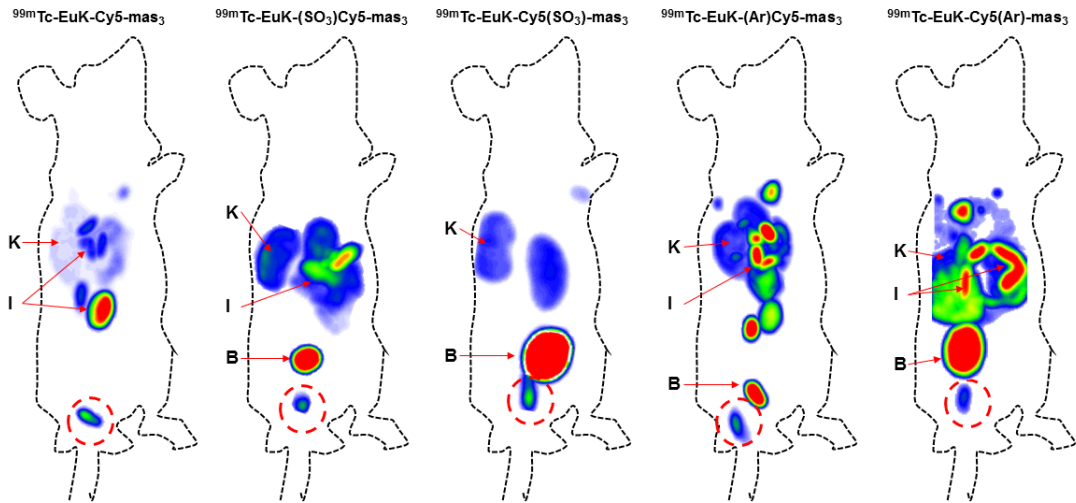 ⁹⁹ᵐTc-EuK-Cy5-mas₃ ⁹⁹ᵐTc-EuK-(SO₃)Cy5-mas₃ ⁹⁹ᵐTc-EuK-Cy5(SO₃)-mas₃ ⁹⁹ᵐTc-EuK-(Ar)Cy5-mas₃ ⁹⁹ᵐTc-EuK-Cy5(Ar)-mas₃
K
I
K
I
B
K
B
K
I
B
K
I
B